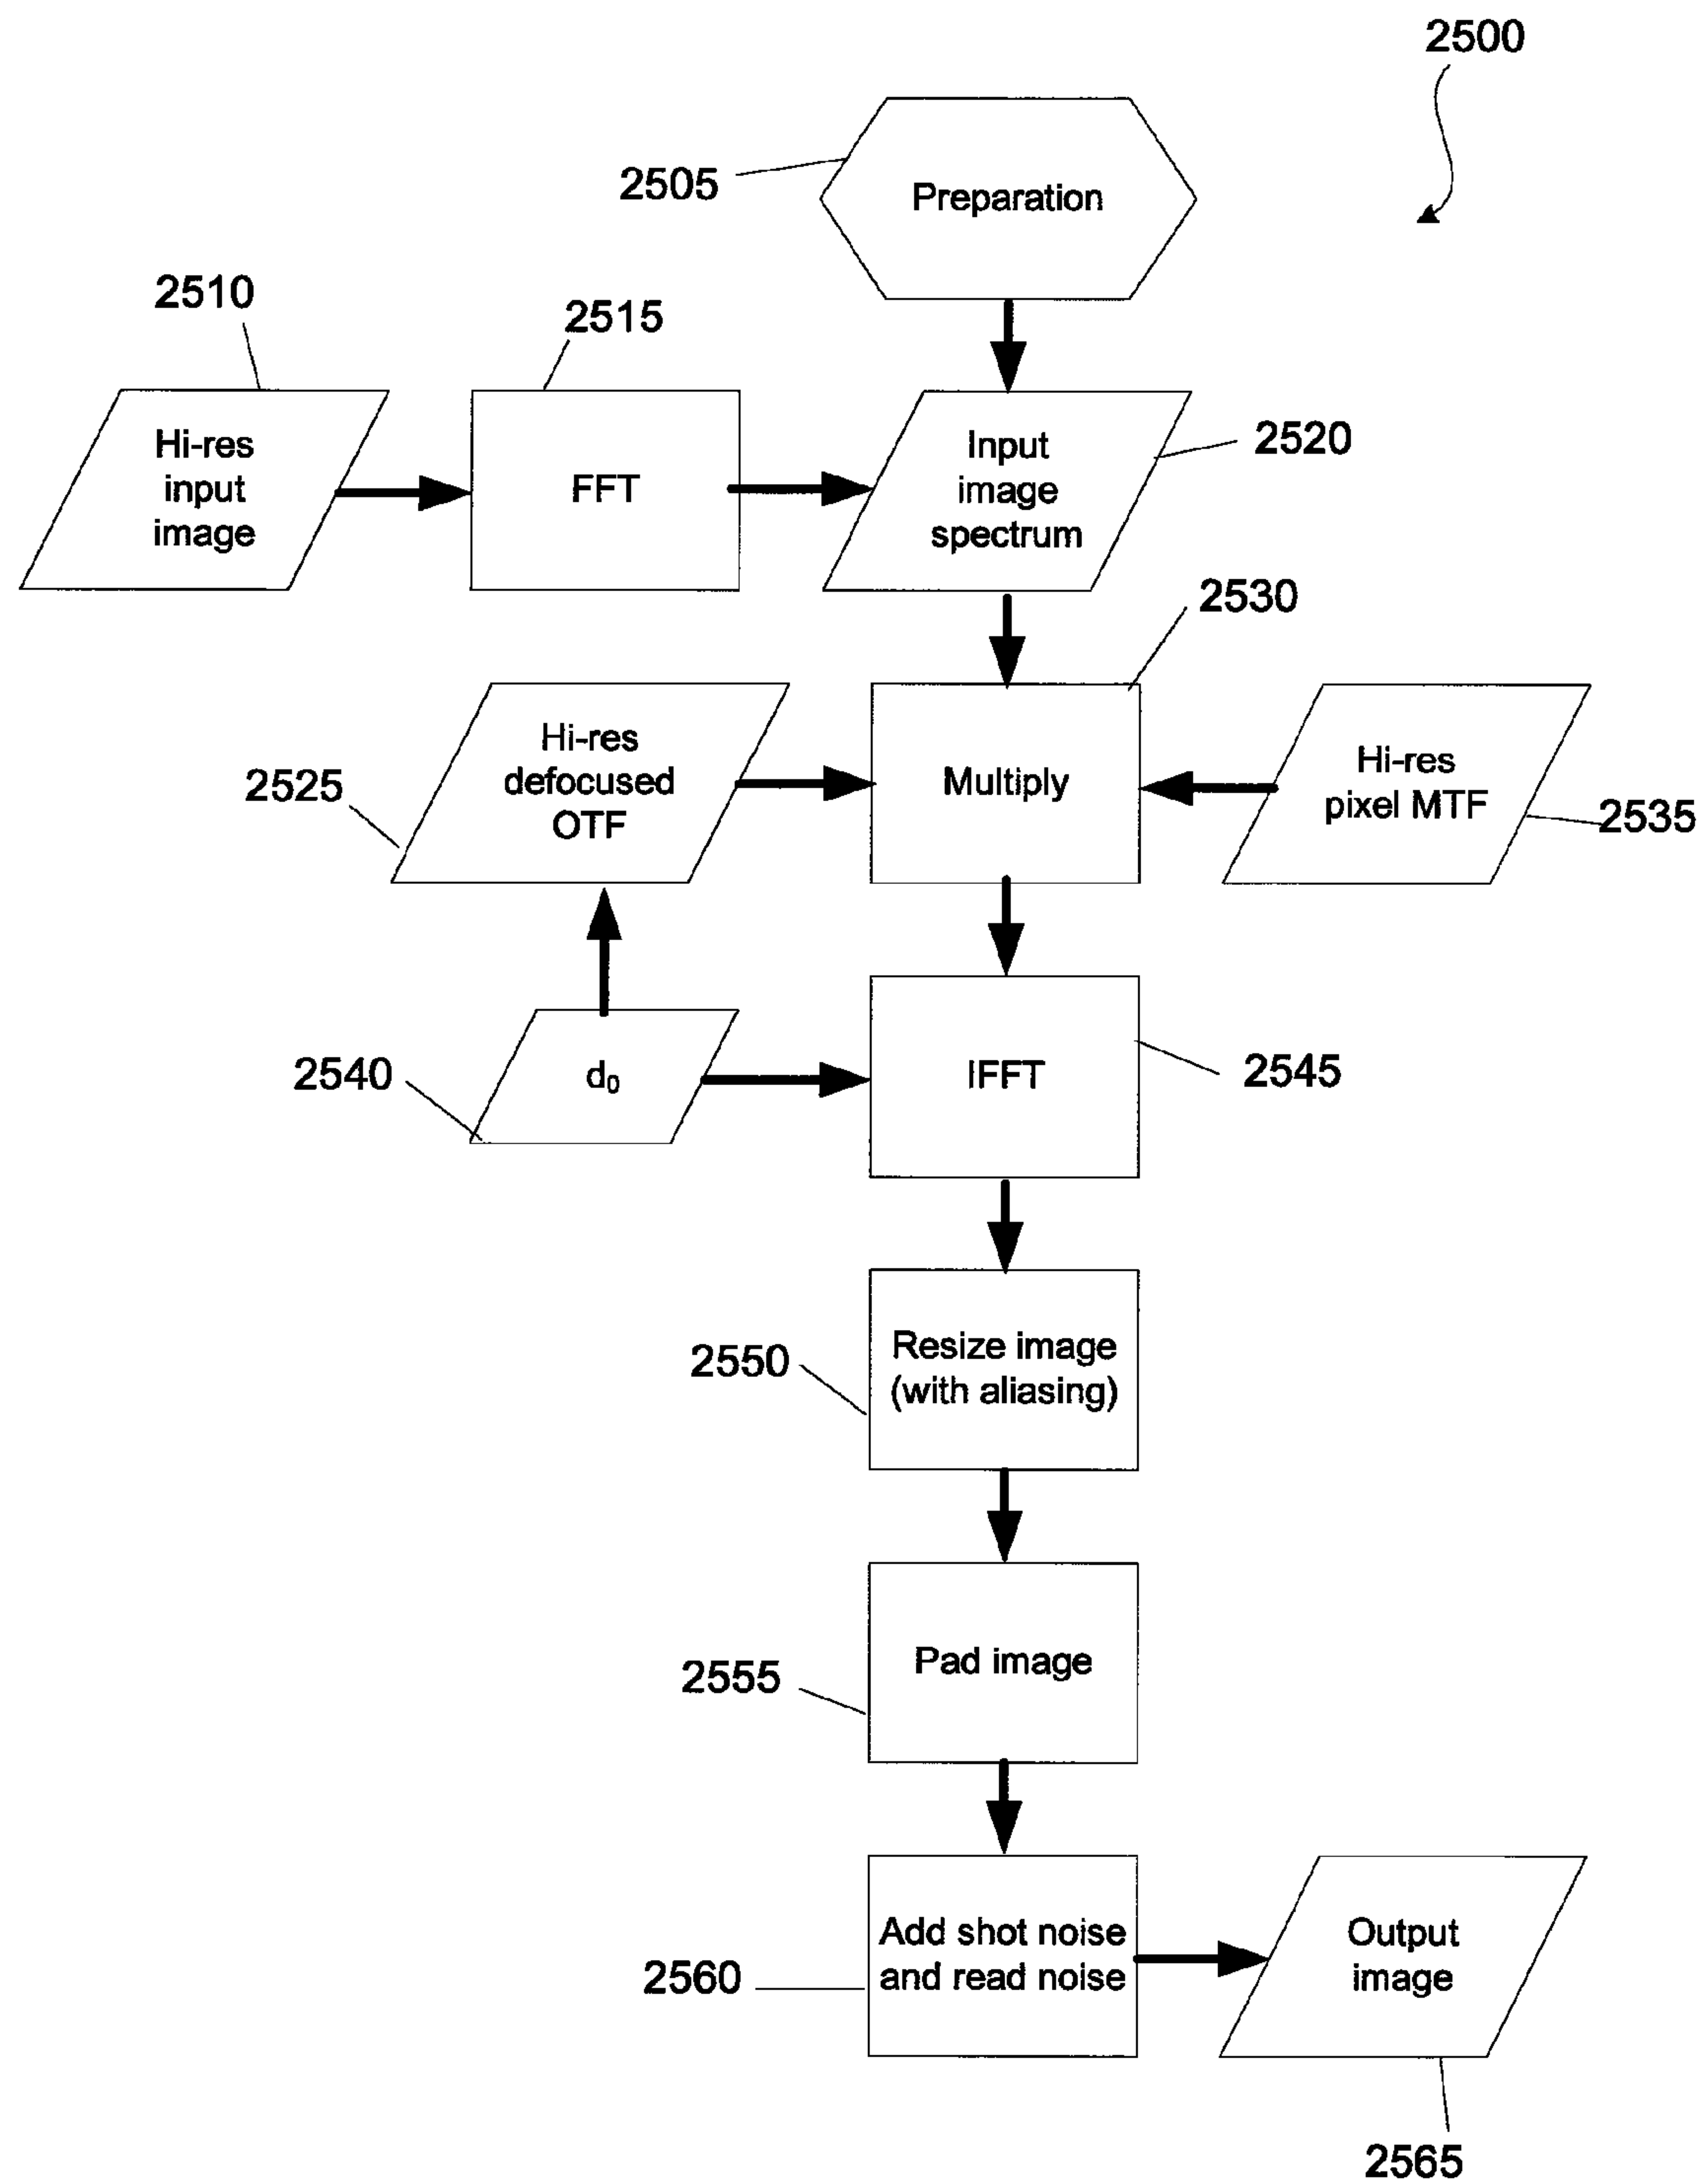 2500
2505
Preparation
2510
2515
Hi-res
input
image
FFT
Input
image
spectrum
2520
2530
2525
Hi-res
defocused
OTF
Multiply
Hi-res
pixel MTF
2535
2540
d₀
IFFT
2545
2550
Resize image
(with aliasing)
2555
Pad image
2560
Add shot noise
and read noise
Output
image
2565